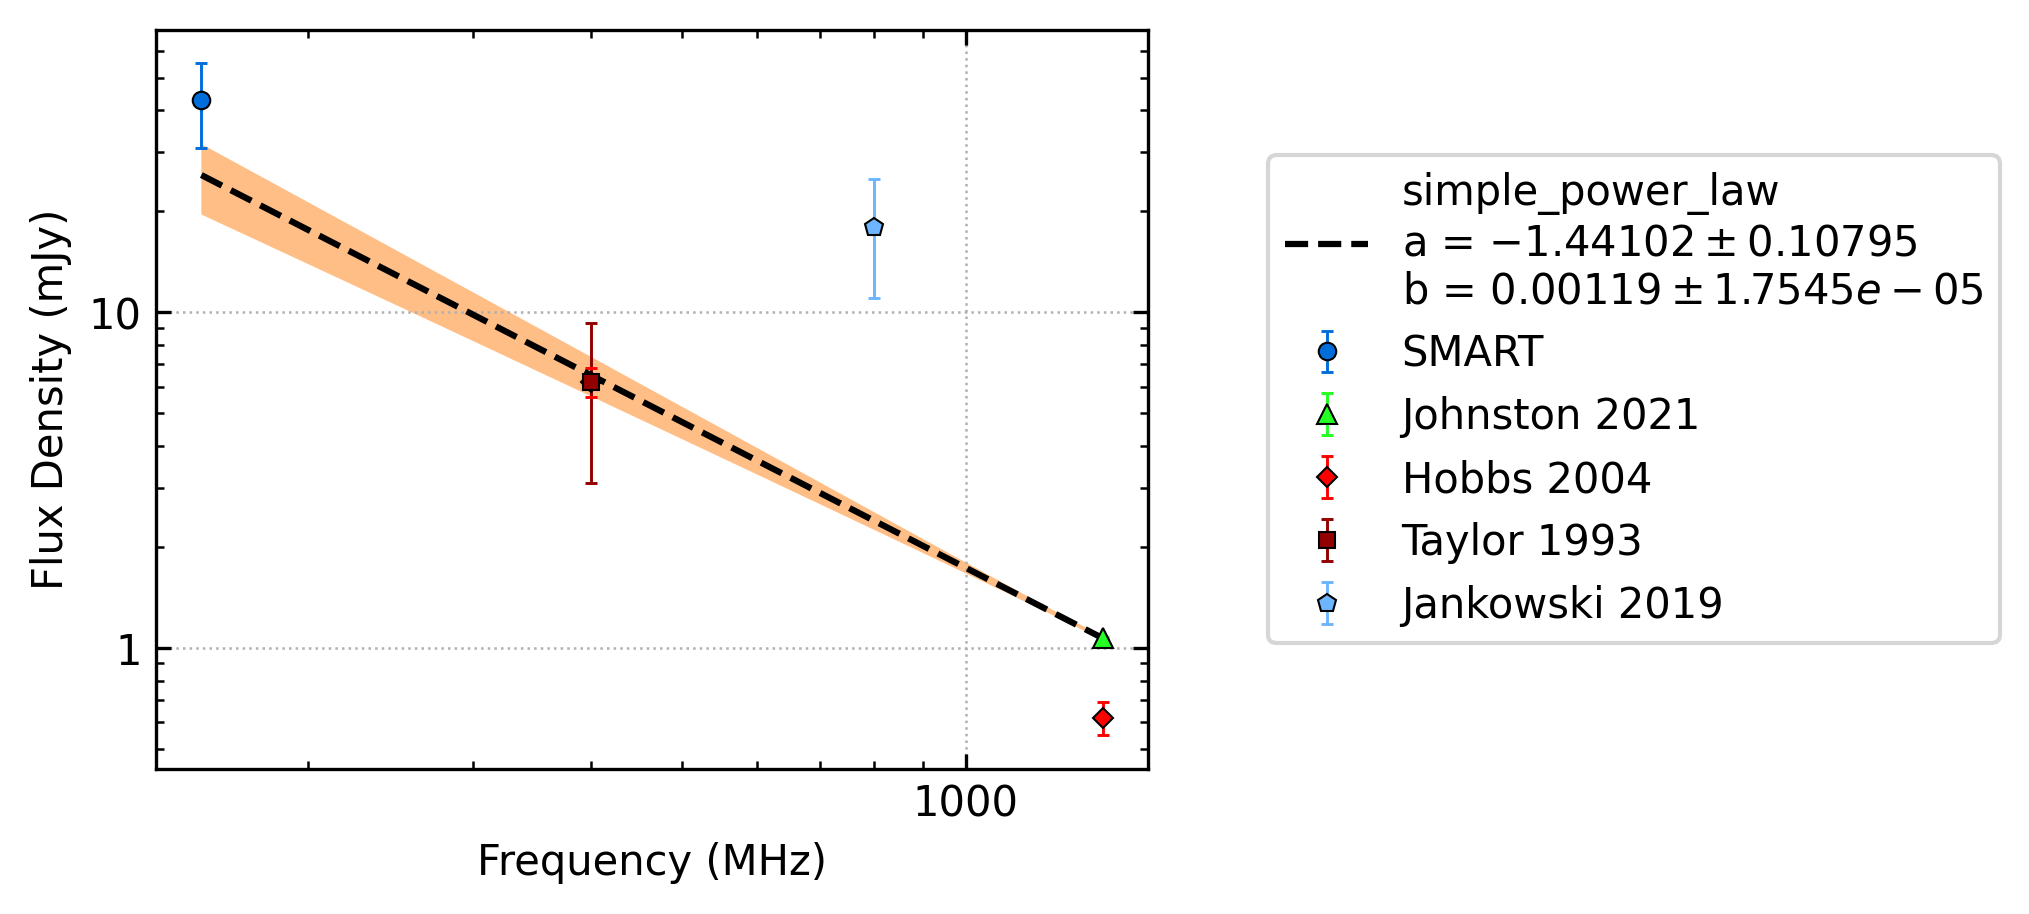 Flux Density (mJy)
10
1
1000
Frequency (MHz)
simple_power_law
a = −1.44102 ± 0.10795
b = 0.00119 ± 1.7545e − 05
SMART
Johnston 2021
Hobbs 2004
Taylor 1993
Jankowski 2019